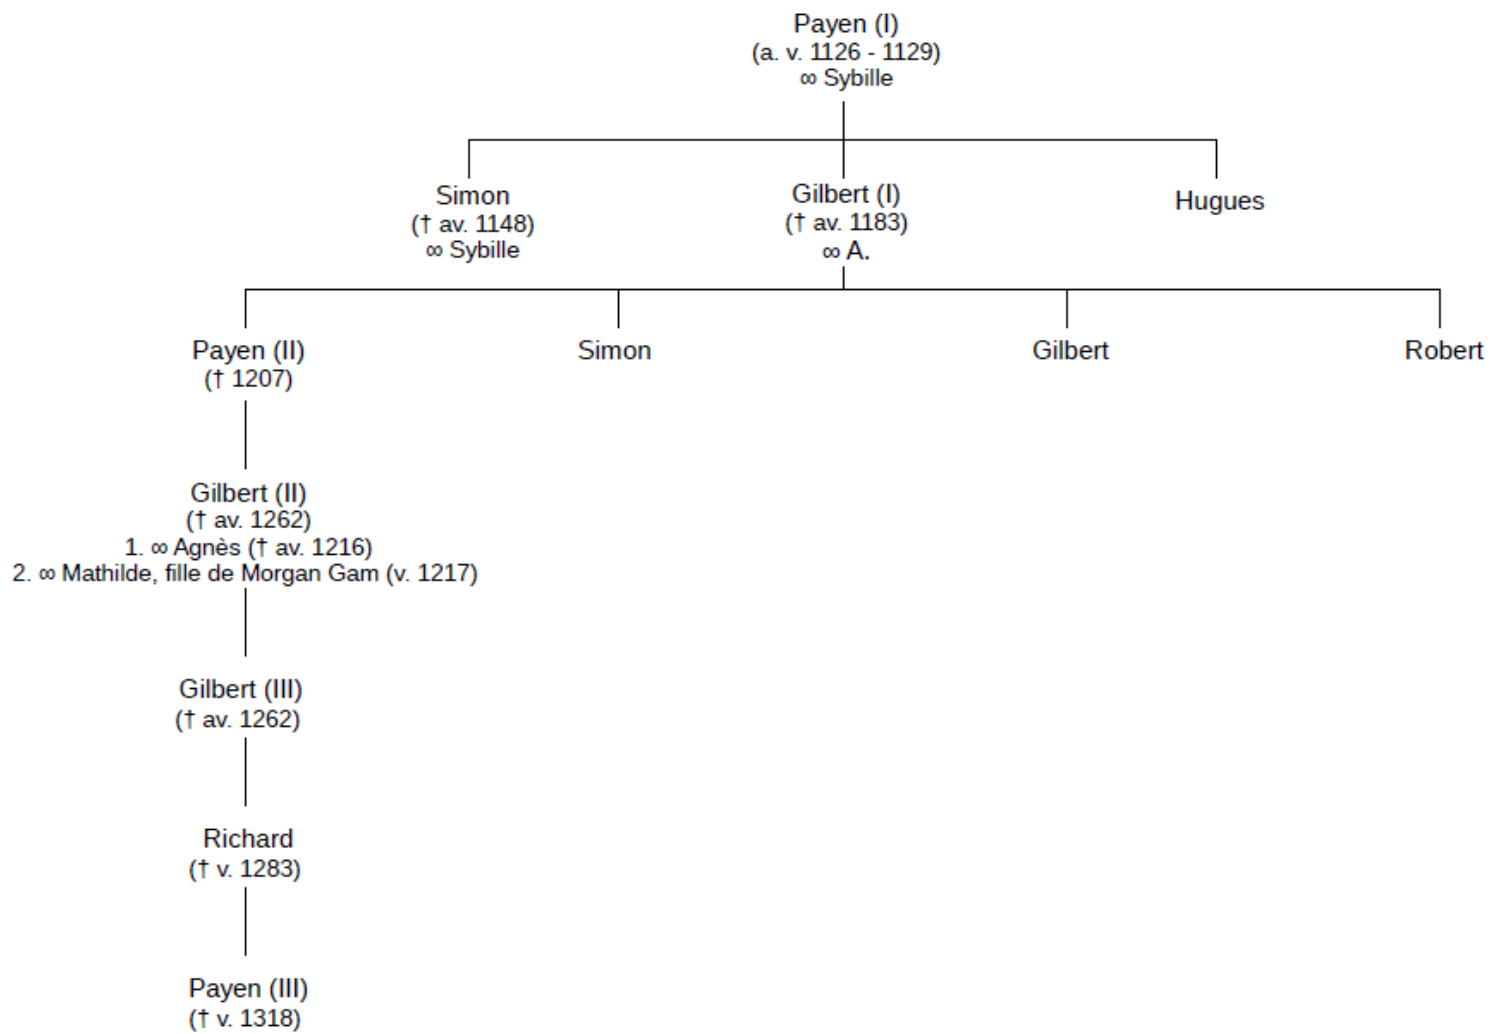 Payen (I)
(a. v. 1126 - 1129)
∞ Sybille
Simon
(† av. 1148)
∞ Sybille
Gilbert (I)
(† av. 1183)
∞ A.
Hugues
Payen (II)
(† 1207)
Simon
Gilbert
Robert
Gilbert (II)
(† av. 1262)
1. ∞ Agnès († av. 1216)
2. ∞ Mathilde, fille de Morgan Gam (v. 1217)
Gilbert (III)
(† av. 1262)
Richard
(† v. 1283)
Payen (III)
(† v. 1318)